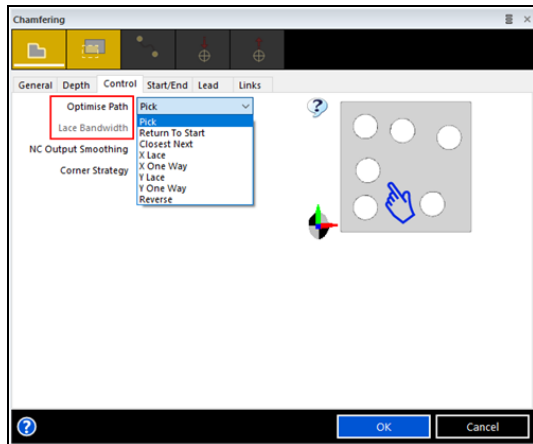 Chamfering
General Depth Control Start/End Lead Links
Optimise Path Pick
Pick
Lace Bandwidth
Return To Start
Closest Next
NC Output Smoothing
X Lace
X One Way
Corner Strategy
Y Lace
Y One Way
Reverse
?
?
OK Cancel